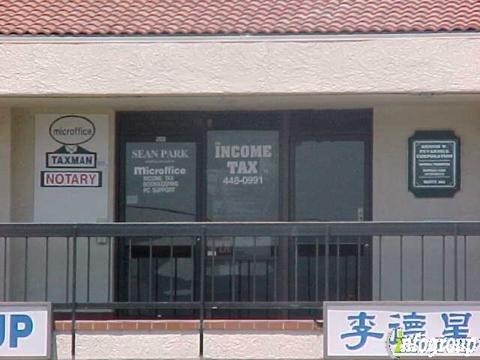 microffice
TAXMAN
NOTARY
SEAN PARK
microffice
INCOME TAX
BOOKKEEPING
PC SUPPORT
INCOME
TAX
448-0991
CORPORATION
UP
李德星
infogroup